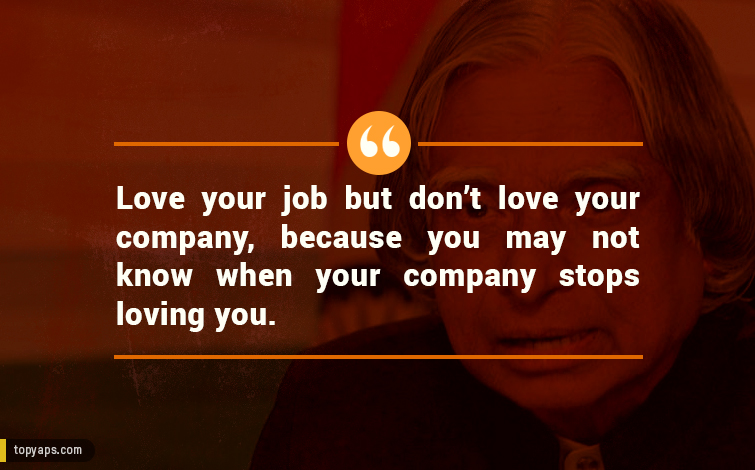 Love your job but don’t love your
company, because you may not
know when your company stops
loving you.
topyaps.com